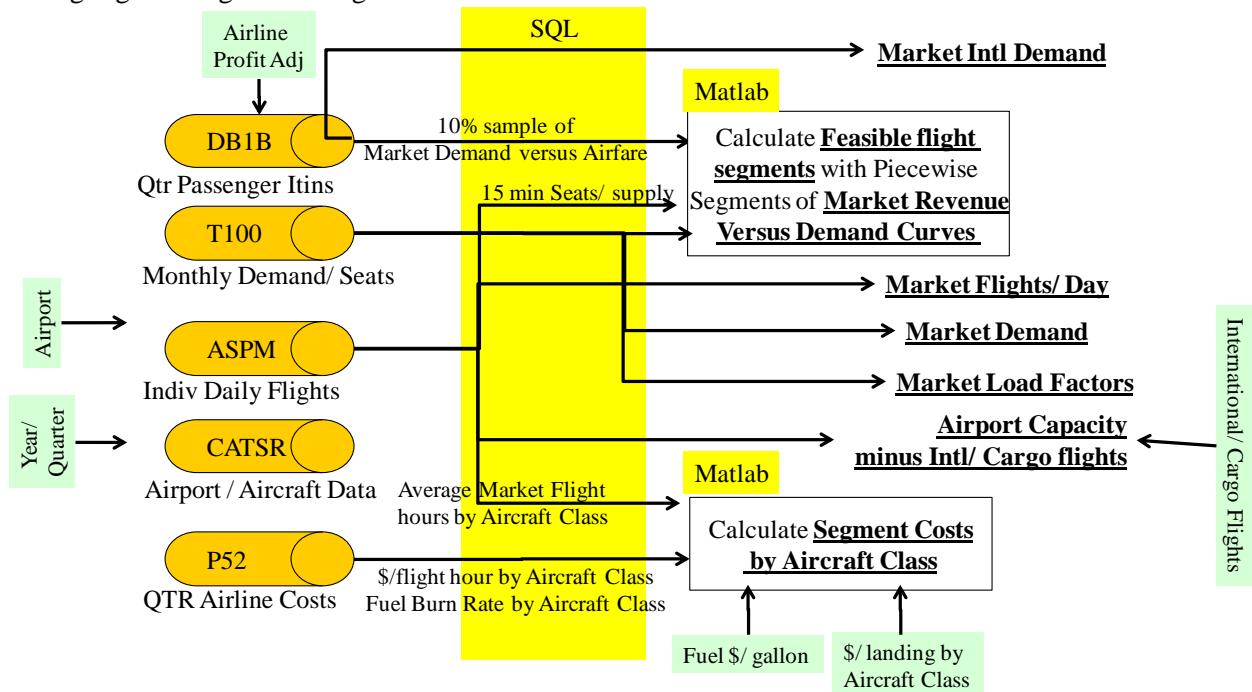 Airline
Profit Adj
SQL
Market Intl Demand
Matlab
DB1B
Qtr Passenger Itins
10% sample of
Market Demand versus Airfare
Calculate Feasible flight
segments with Piecewise
Segments of Market Revenue
Versus Demand Curves
15 min Seats/ supply
T100
Monthly Demand/ Seats
Airport
Market Flights/ Day
ASPM
Indiv Daily Flights
Market Demand
Market Load Factors
Year/
Quarter
CATSR
Airport / Aircraft Data
Airport Capacity
minus Intl/ Cargo flights
International/ Cargo Flights
Average Market Flight
hours by Aircraft Class
Matlab
Calculate Segment Costs
by Aircraft Class
P52
QTR Airline Costs
$/flight hour by Aircraft Class
Fuel Burn Rate by Aircraft Class
Fuel $/ gallon
$/ landing by
Aircraft Class